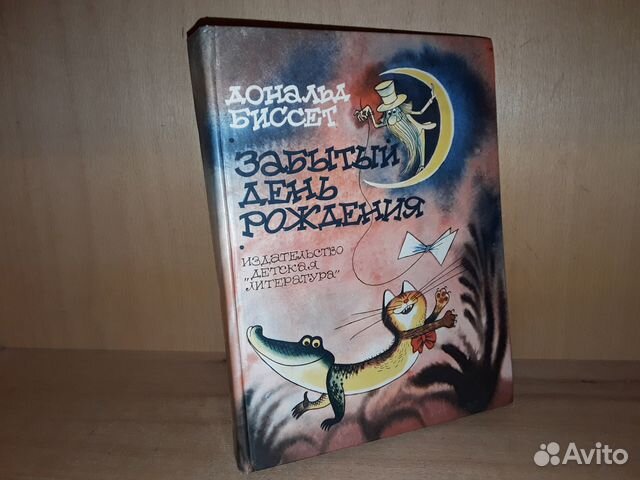 ДОНАЛЬД
БИССЕТ
ЗАБЫТЫЙ
ДЕНЬ
РОЖДЕНИЯ
ИЗДАТЕЛЬСТВО
„ДЕТСКАЯ
ЛИТЕРАТУРА"
Avito